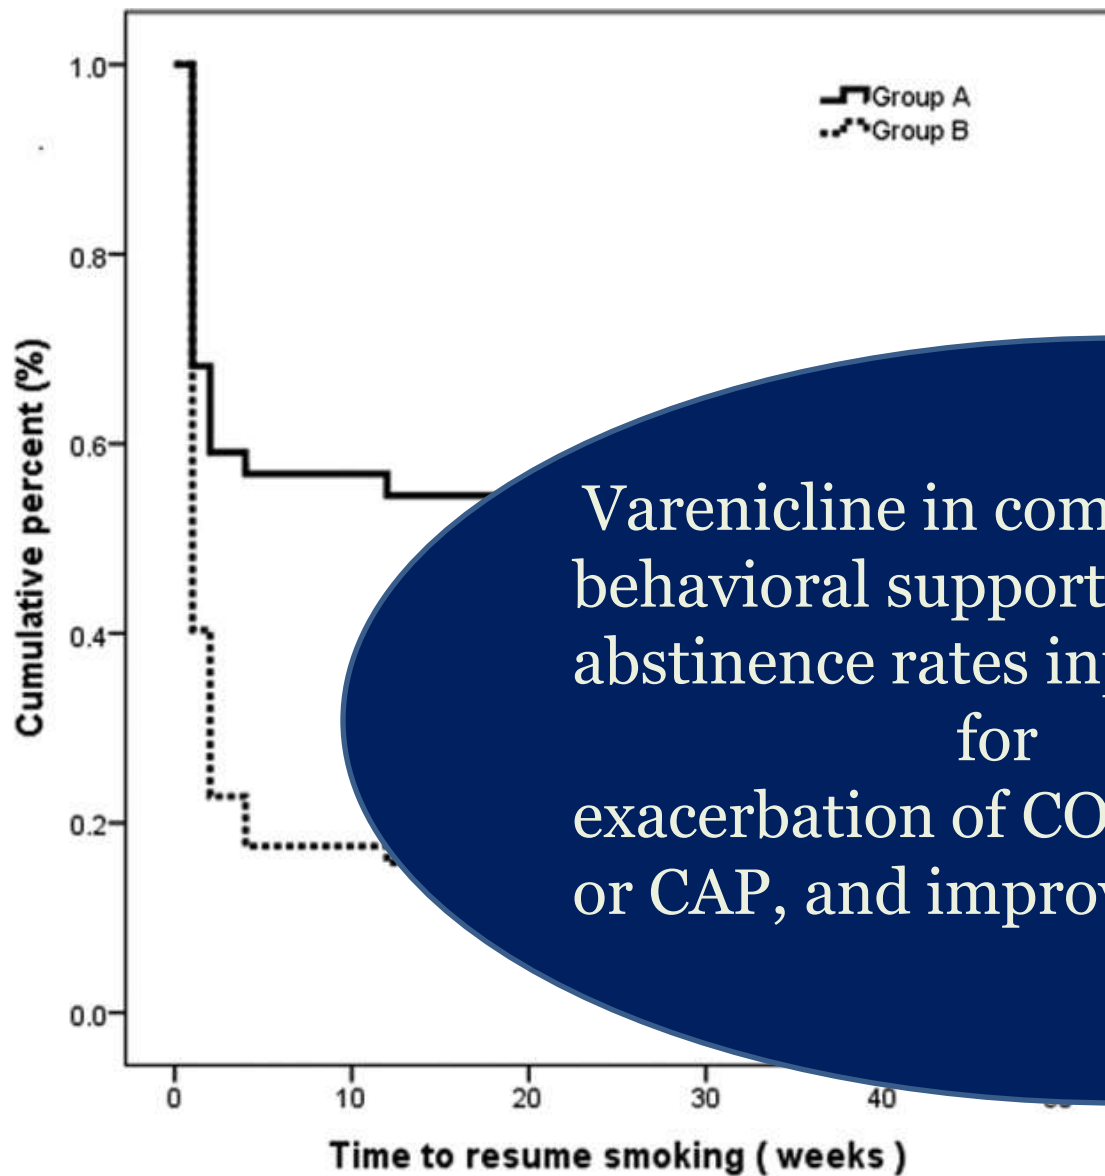 1.0
0.8
0.6
0.4
0.2
0.0
Cumulative percent (%)
Group A
Group B
Varenicline in com
behavioral support
abstinence rates inp
for
exacerbation of CO
or CAP, and improv
0
10
20
30
40
Time to resume smoking ( weeks )